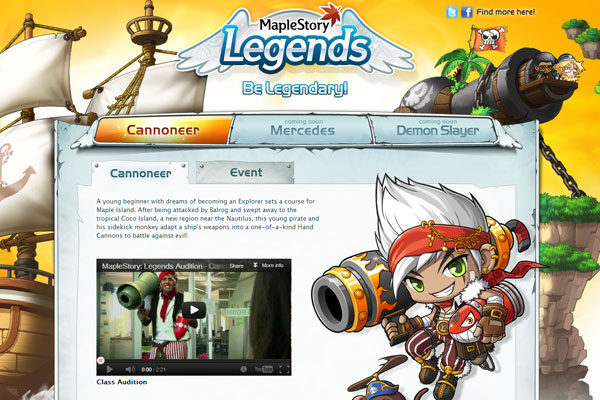 Find more here!
MapleStory
Legends
Be Legendary!
Cannoneer
coming soon
Mercedes
coming soon
Demon Slayer
Cannoneer
Event
A young beginner with dreams of becoming an Explorer sets a course for
Maple Island. After being attacked by Balrog and swept away to the
tropical Coco Island, a new region near the Nautilus, this young pirate and
his sidekick monkey adapt a ship's weapons into a one-of-a-kind Hand
Cannons to battle against evil!
MapleStory: Legends Audition - Can
Share
More info
0:00 / 2:21
YouTube
Class Audition